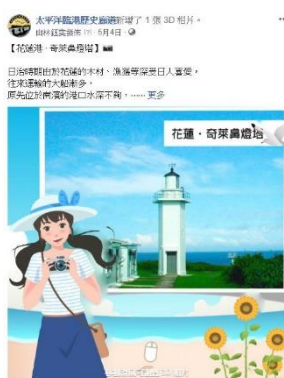 太平洋臨港歷史廊道新增了 1 張 3D 相片。
5月4日
【花蓮港．奇萊鼻燈塔】
日治時期由於花蓮的木材、漁獲等深受日人喜愛，
往來運輸的大船漸多，
原先位於南濱的港口水深不夠，…… 更多
花蓮．奇萊鼻燈塔